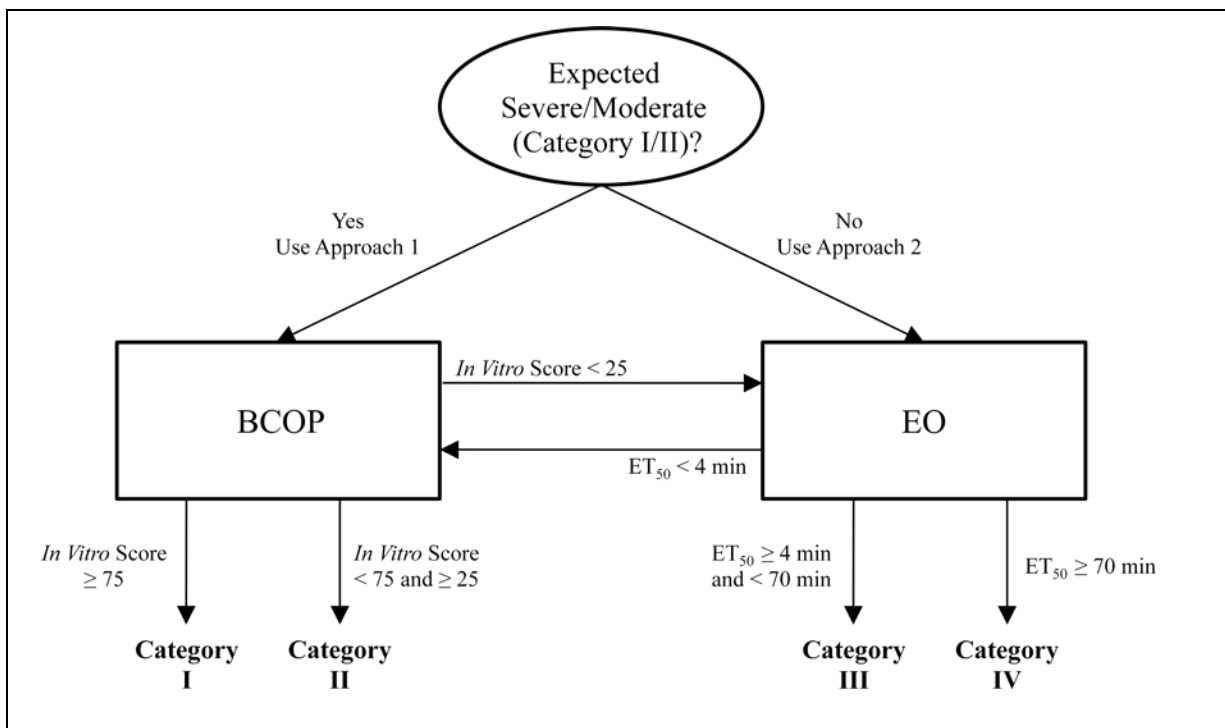 Expected
Severe/Moderate
(Category I/II)?
Yes
Use Approach 1
No
Use Approach 2
In Vitro Score < 25
BCOP
EO
ET50 < 4 min
In Vitro Score
≥ 75
In Vitro Score
< 75 and ≥ 25
ET50 ≥ 4 min
and < 70 min
ET50 ≥ 70 min
Category
I
Category
II
Category
III
Category
IV